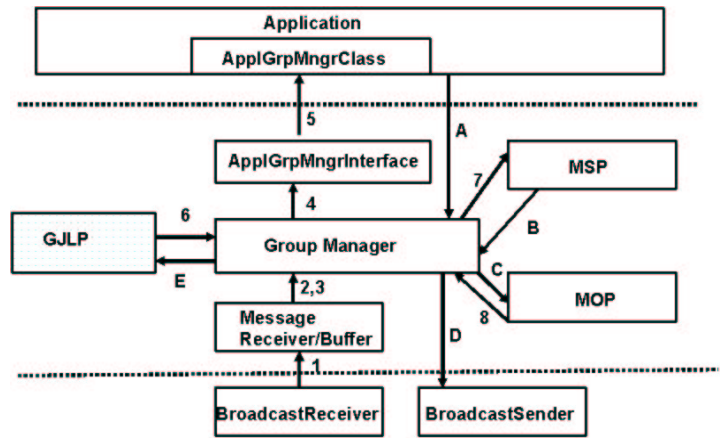 Application
ApplGrpMngrClass
5
A
ApplGrpMngrInterface
7
MSP
4
B
6
GJLP
Group Manager
E
C
2,3
MOP
8
Message
Receiver/Buffer
D
1
BroadcastReceiver
BroadcastSender